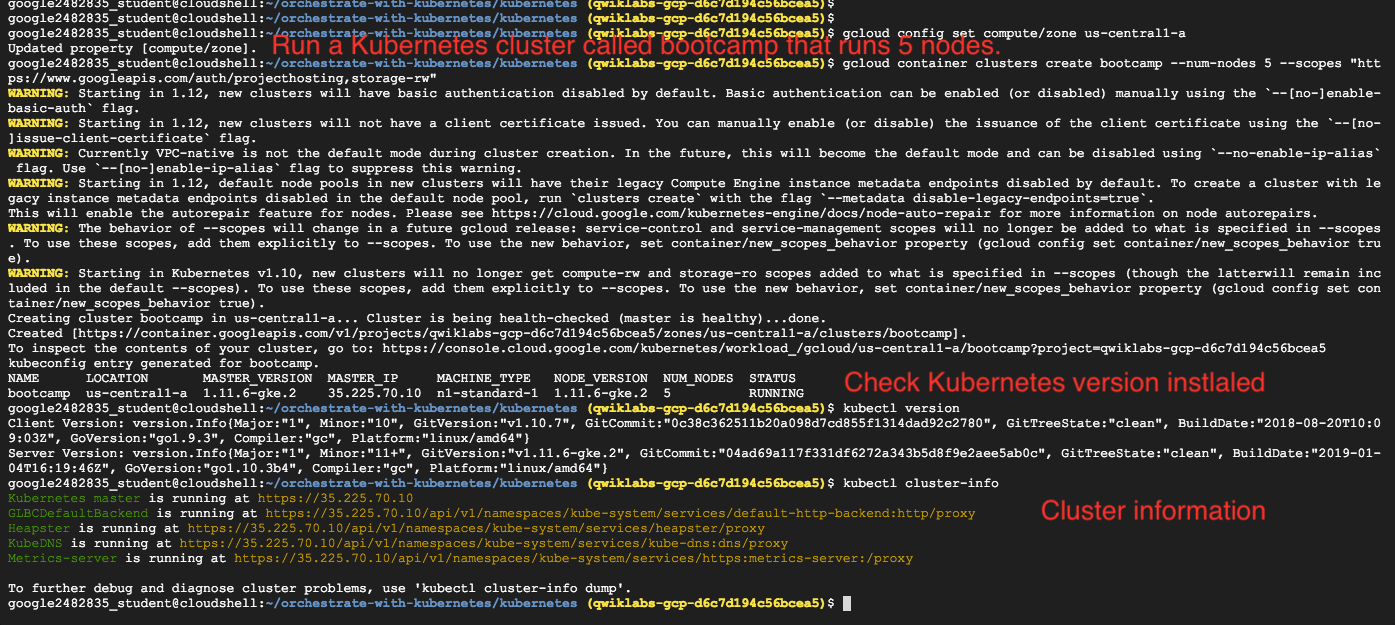 google2482835_student@cloudshell:~/orchestrate-with-kubernetes/kubernetes (qwiklabs-gcp-d6c7d194c56bcea5)$
google2482835_student@cloudshell:~/orchestrate-with-kubernetes/kubernetes (qwiklabs-gcp-d6c7d194c56bcea5)$
google2482835_student@cloudshell:~/orchestrate-with-kubernetes/kubernetes (qwiklabs-gcp-d6c7d194c56bcea5)$ gcloud config set compute/zone us-central1-a
Updated property [compute/zone].
Run a Kubernetes cluster called bootcamp that runs 5 nodes.
google2482835_student@cloudshell:~/orchestrate-with-kubernetes/kubernetes (qwiklabs-gcp-d6c7d194c56bcea5)$ gcloud container clusters create bootcamp --num-nodes 5 --scopes "htt
ps://www.googleapis.com/auth/projecthosting,storage-rw"
WARNING: Starting in 1.12, new clusters will have basic authentication disabled by default. Basic authentication can be enabled (or disabled) manually using the `--[no-]enable-
basic-auth` flag.
WARNING: Starting in 1.12, new clusters will not have a client certificate issued. You can manually enable (or disable) the issuance of the client certificate using the `--[no-
]issue-client-certificate` flag.
WARNING: Currently VPC-native is not the default mode during cluster creation. In the future, this will become the default mode and can be disabled using `--no-enable-ip-alias`
flag. Use `--[no-]enable-ip-alias` flag to suppress this warning.
WARNING: Starting in 1.12, default node pools in new clusters will have their legacy Compute Engine instance metadata endpoints disabled by default. To create a cluster with le
gacy instance metadata endpoints disabled in the default node pool, run `clusters create` with the flag `--metadata disable-legacy-endpoints=true`.
This will enable the autorepair feature for nodes. Please see https://cloud.google.com/kubernetes-engine/docs/node-auto-repair for more information on node autorepairs.
WARNING: The behavior of --scopes will change in a future gcloud release: service-control and service-management scopes will no longer be added to what is specified in --scopes
. To use these scopes, add them explicitly to --scopes. To use the new behavior, set container/new_scopes_behavior property (gcloud config set container/new_scopes_behavior tru
e).
WARNING: Starting in Kubernetes v1.10, new clusters will no longer get compute-rw and storage-ro scopes added to what is specified in --scopes (though the latterwill remain inc
luded in the default --scopes). To use these scopes, add them explicitly to --scopes. To use the new behavior, set container/new_scopes_behavior property (gcloud config set con
tainer/new_scopes_behavior true).
Creating cluster bootcamp in us-central1-a... Cluster is being health-checked (master is healthy)...done.
Created [https://container.googleapis.com/v1/projects/qwiklabs-gcp-d6c7d194c56bcea5/zones/us-central1-a/clusters/bootcamp].
To inspect the contents of your cluster, go to: https://console.cloud.google.com/kubernetes/workload_/gcloud/us-central1-a/bootcamp?project=qwiklabs-gcp-d6c7d194c56bcea5
kubeconfig entry generated for bootcamp.
NAME LOCATION MASTER_VERSION MASTER_IP MACHINE_TYPE NODE_VERSION NUM_NODES STATUS
bootcamp us-central1-a 1.11.6-gke.2 35.225.70.10 n1-standard-1 1.11.6-gke.2 5 RUNNING
Check Kubernetes version instlaled
google2482835_student@cloudshell:~/orchestrate-with-kubernetes/kubernetes (qwiklabs-gcp-d6c7d194c56bcea5)$ kubectl version
Client Version: version.Info{Major:"1", Minor:"10", GitVersion:"v1.10.7", GitCommit:"0c38c362511b20a098d7cd855f1314dad92c2780", GitTreeState:"clean", BuildDate:"2018-08-20T10:0
9:03Z", GoVersion:"go1.9.3", Compiler:"gc", Platform:"linux/amd64"}
Server Version: version.Info{Major:"1", Minor:"11+", GitVersion:"v1.11.6-gke.2", GitCommit:"04ad69a117f331df6272a343b5d8f9e2aee5ab0c", GitTreeState:"clean", BuildDate:"2019-01-
04T16:19:46Z", GoVersion:"go1.10.3b4", Compiler:"gc", Platform:"linux/amd64"}
google2482835_student@cloudshell:~/orchestrate-with-kubernetes/kubernetes (qwiklabs-gcp-d6c7d194c56bcea5)$ kubectl cluster-info
Kubernetes master is running at https://35.225.70.10
GLBCDefaultBackend is running at https://35.225.70.10/api/v1/namespaces/kube-system/services/default-http-backend:http/proxy
Cluster information
Heapster is running at https://35.225.70.10/api/v1/namespaces/kube-system/services/heapster/proxy
KubeDNS is running at https://35.225.70.10/api/v1/namespaces/kube-system/services/kube-dns:dns/proxy
Metrics-server is running at https://35.225.70.10/api/v1/namespaces/kube-system/services/https:metrics-server:/proxy
To further debug and diagnose cluster problems, use 'kubectl cluster-info dump'.
google2482835_student@cloudshell:~/orchestrate-with-kubernetes/kubernetes (qwiklabs-gcp-d6c7d194c56bcea5)$